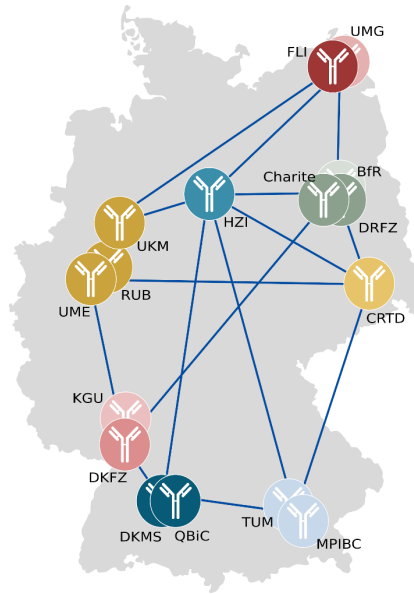 UMG
FLI
BfR
Charite
HZI
DRFZ
UKM
RUB
UME
CRTD
KGU
DKFZ
TUM
DKMS
QBiC
MPIBC